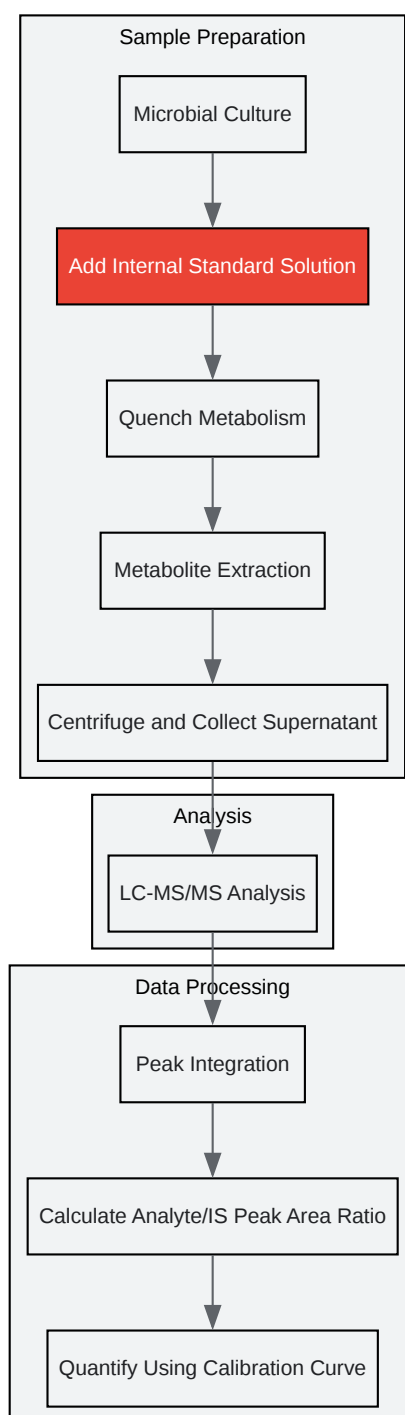 Sample Preparation
Microbial Culture
Add Internal Standard Solution
Quench Metabolism
Metabolite Extraction
Centrifuge and Collect Supernatant
Analysis
LC-MS/MS Analysis
Data Processing
Peak Integration
Calculate Analyte/IS Peak Area Ratio
Quantify Using Calibration Curve